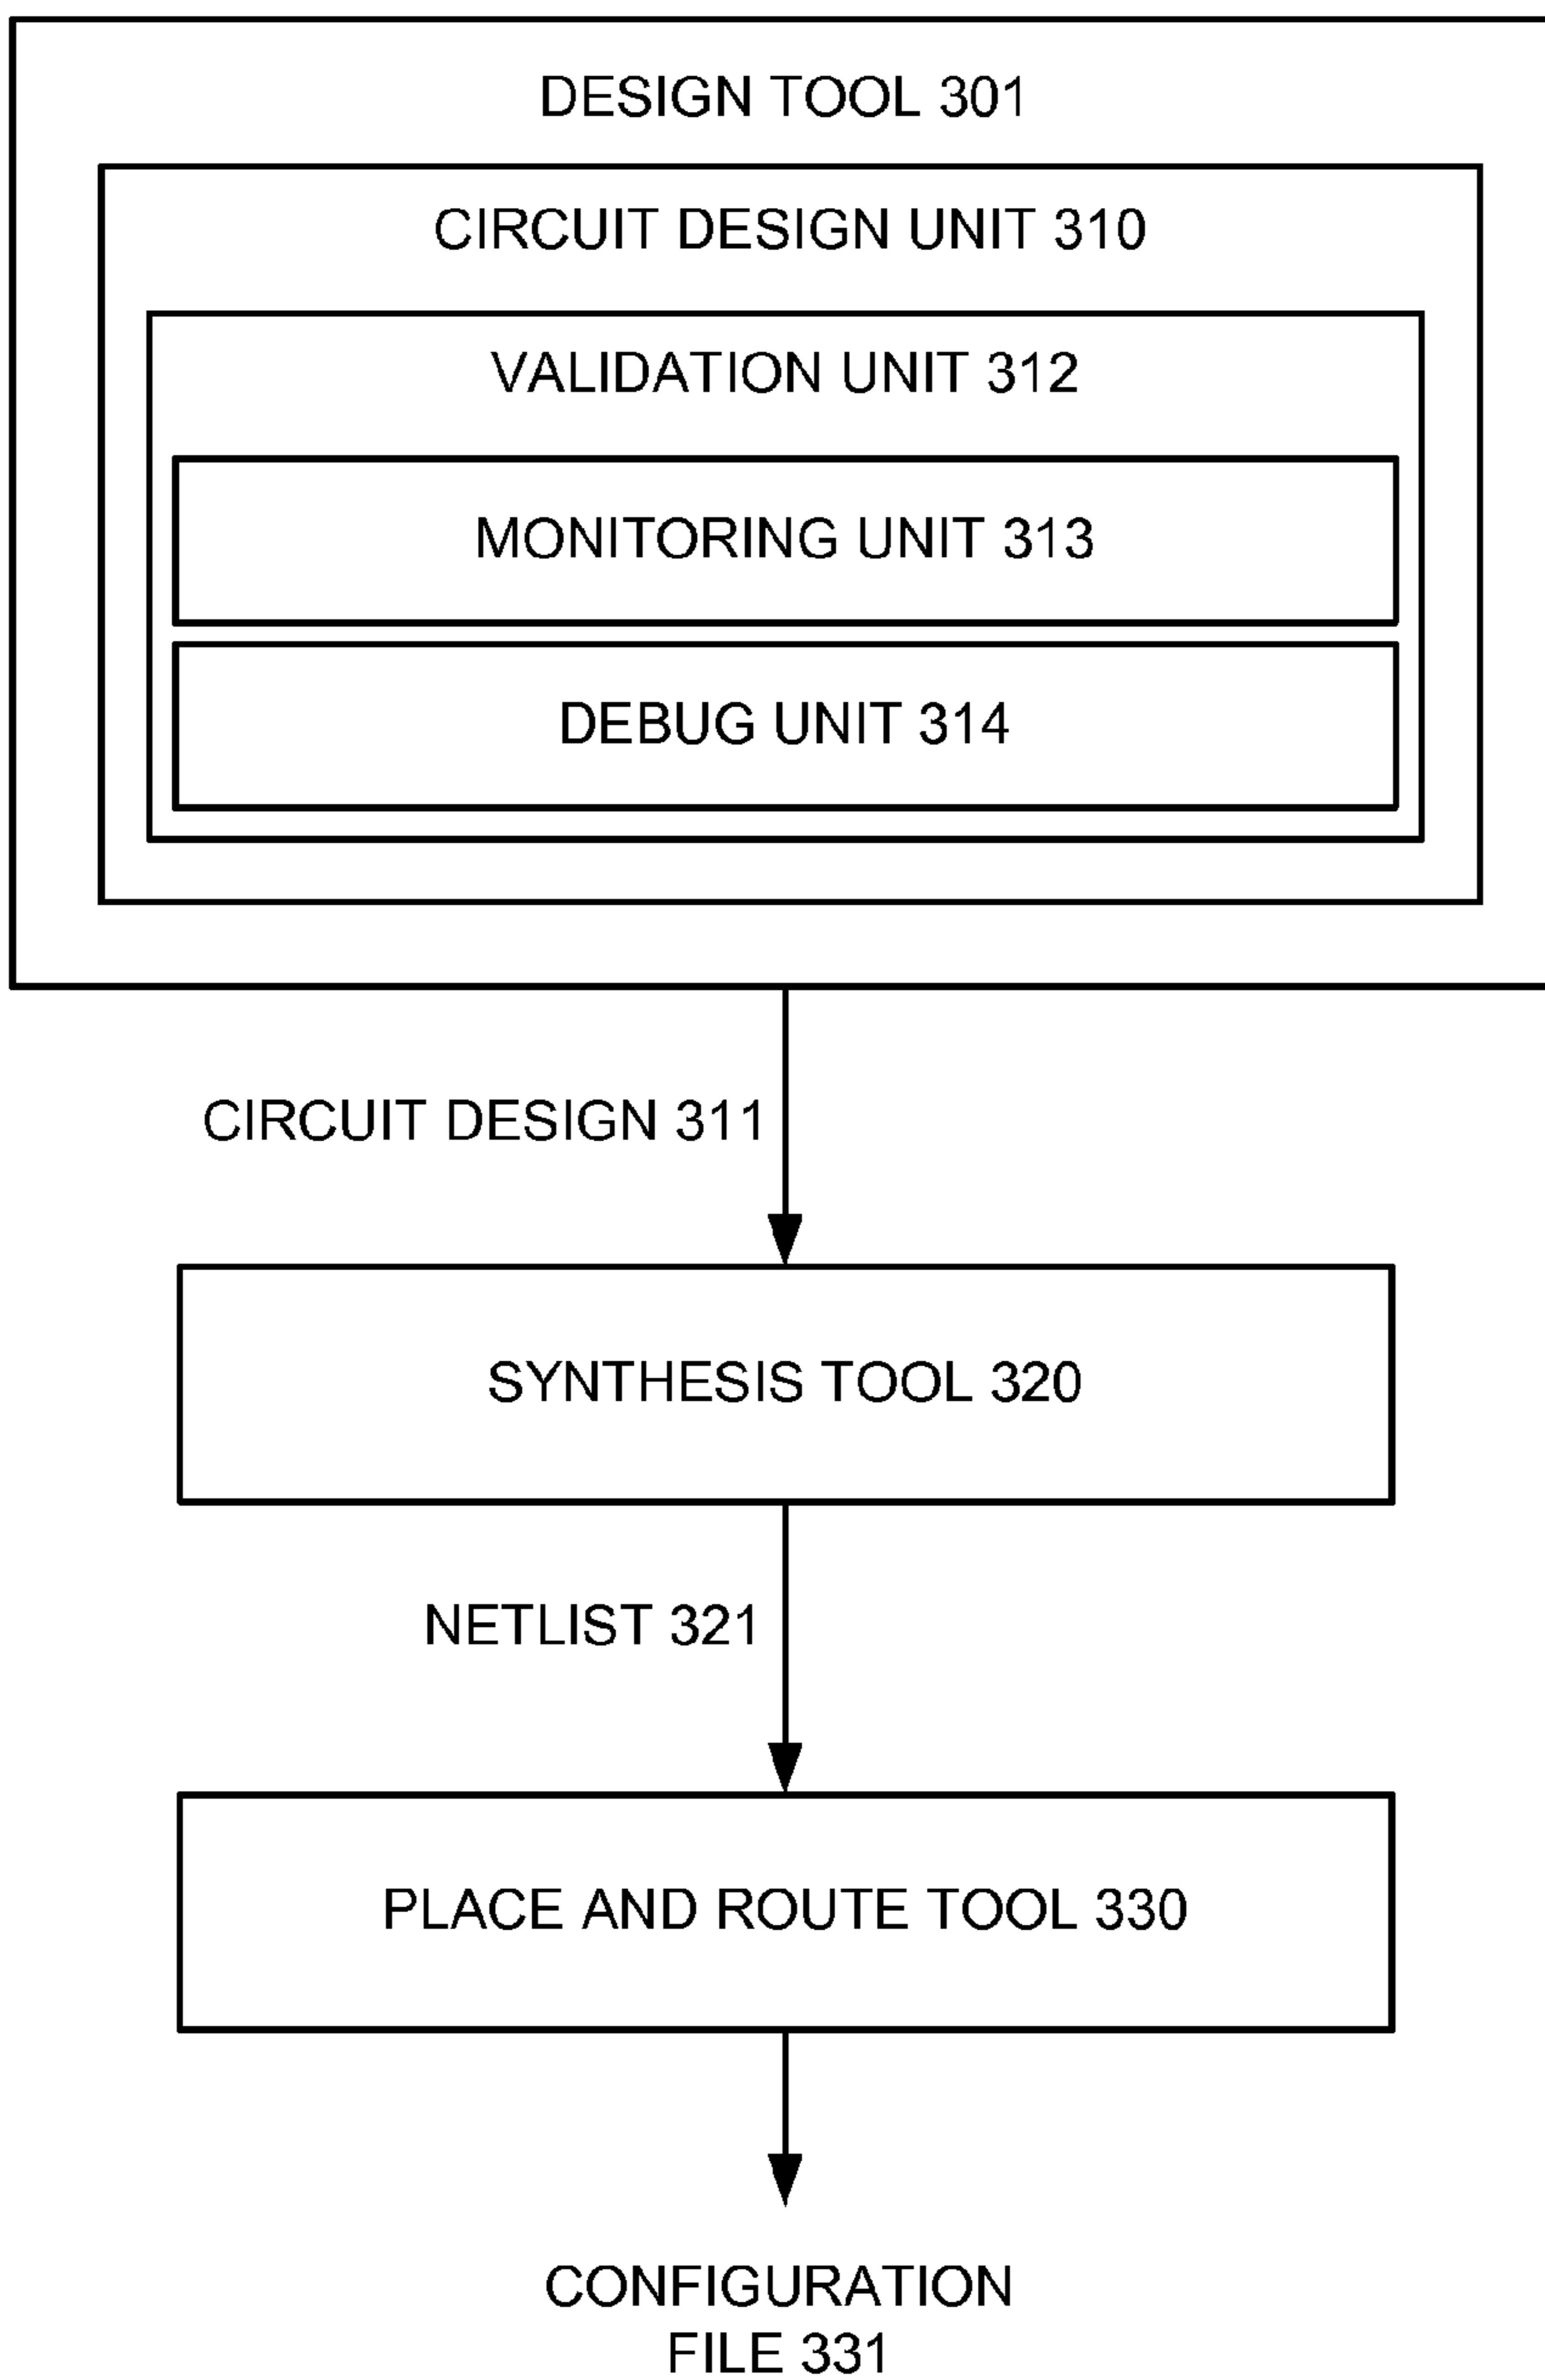 DESIGN TOOL 301
CIRCUIT DESIGN UNIT 310
VALIDATION UNIT 312
MONITORING UNIT 313
DEBUG UNIT 314
CIRCUIT DESIGN 311
SYNTHESIS TOOL 320
NETLIST 321
PLACE AND ROUTE TOOL 330
CONFIGURATION
FILE 331